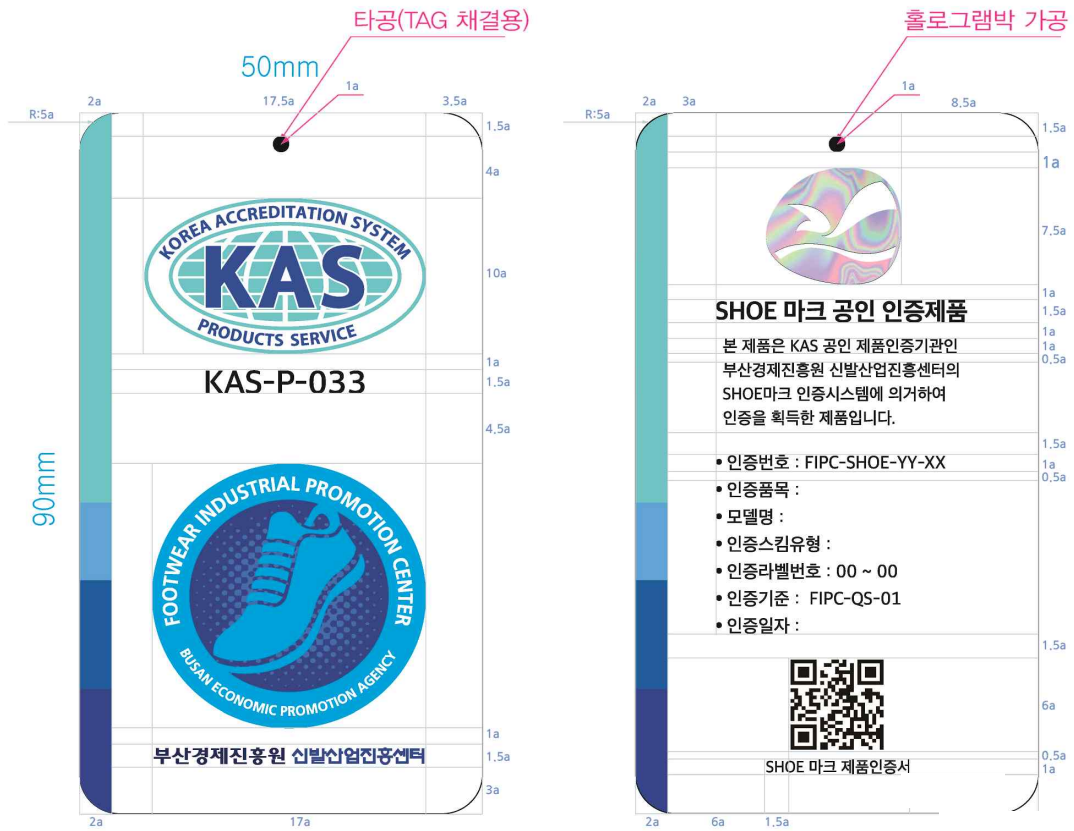 타공(TAG 채결용)
50mm
1a
2a
17.5a
3.5a
R:5a
1.5a
4a
KOREA ACCREDITATION SYSTEM
KAS
PRODUCTS SERVICE
10a
1a
KAS-P-033
1.5a
4.5a
90mm
FOOTWEAR INDUSTRIAL PROMOTION CENTER
BUSAN ECONOMIC PROMOTION AGENCY
1a
부산경제진흥원 신발산업진흥센터
1.5a
3a
2a
17a
홀로그램박 가공
1a
2a
3a
8.5a
R:5a
1.5a
1a
7.5a
1a
SHOE 마크 공인 인증제품
1.5a
1a
본 제품은 KAS 공인 제품인증기관인
1a
0.5a
부산경제진흥원 신발산업진흥센터의
SHOE마크 인증시스템에 의거하여
인증을 획득한 제품입니다.
1.5a
• 인증번호 : FIPC-SHOE-YY-XX
1a
0.5a
• 인증품목 :
• 모델명 :
• 인증스킴유형 :
• 인증라벨번호 : 00 ~ 00
• 인증기준 : FIPC-QS-01
• 인증일자 :
1.5a
6a
0.5a
SHOE 마크 제품인증서
1a
2a
6a
1.5a